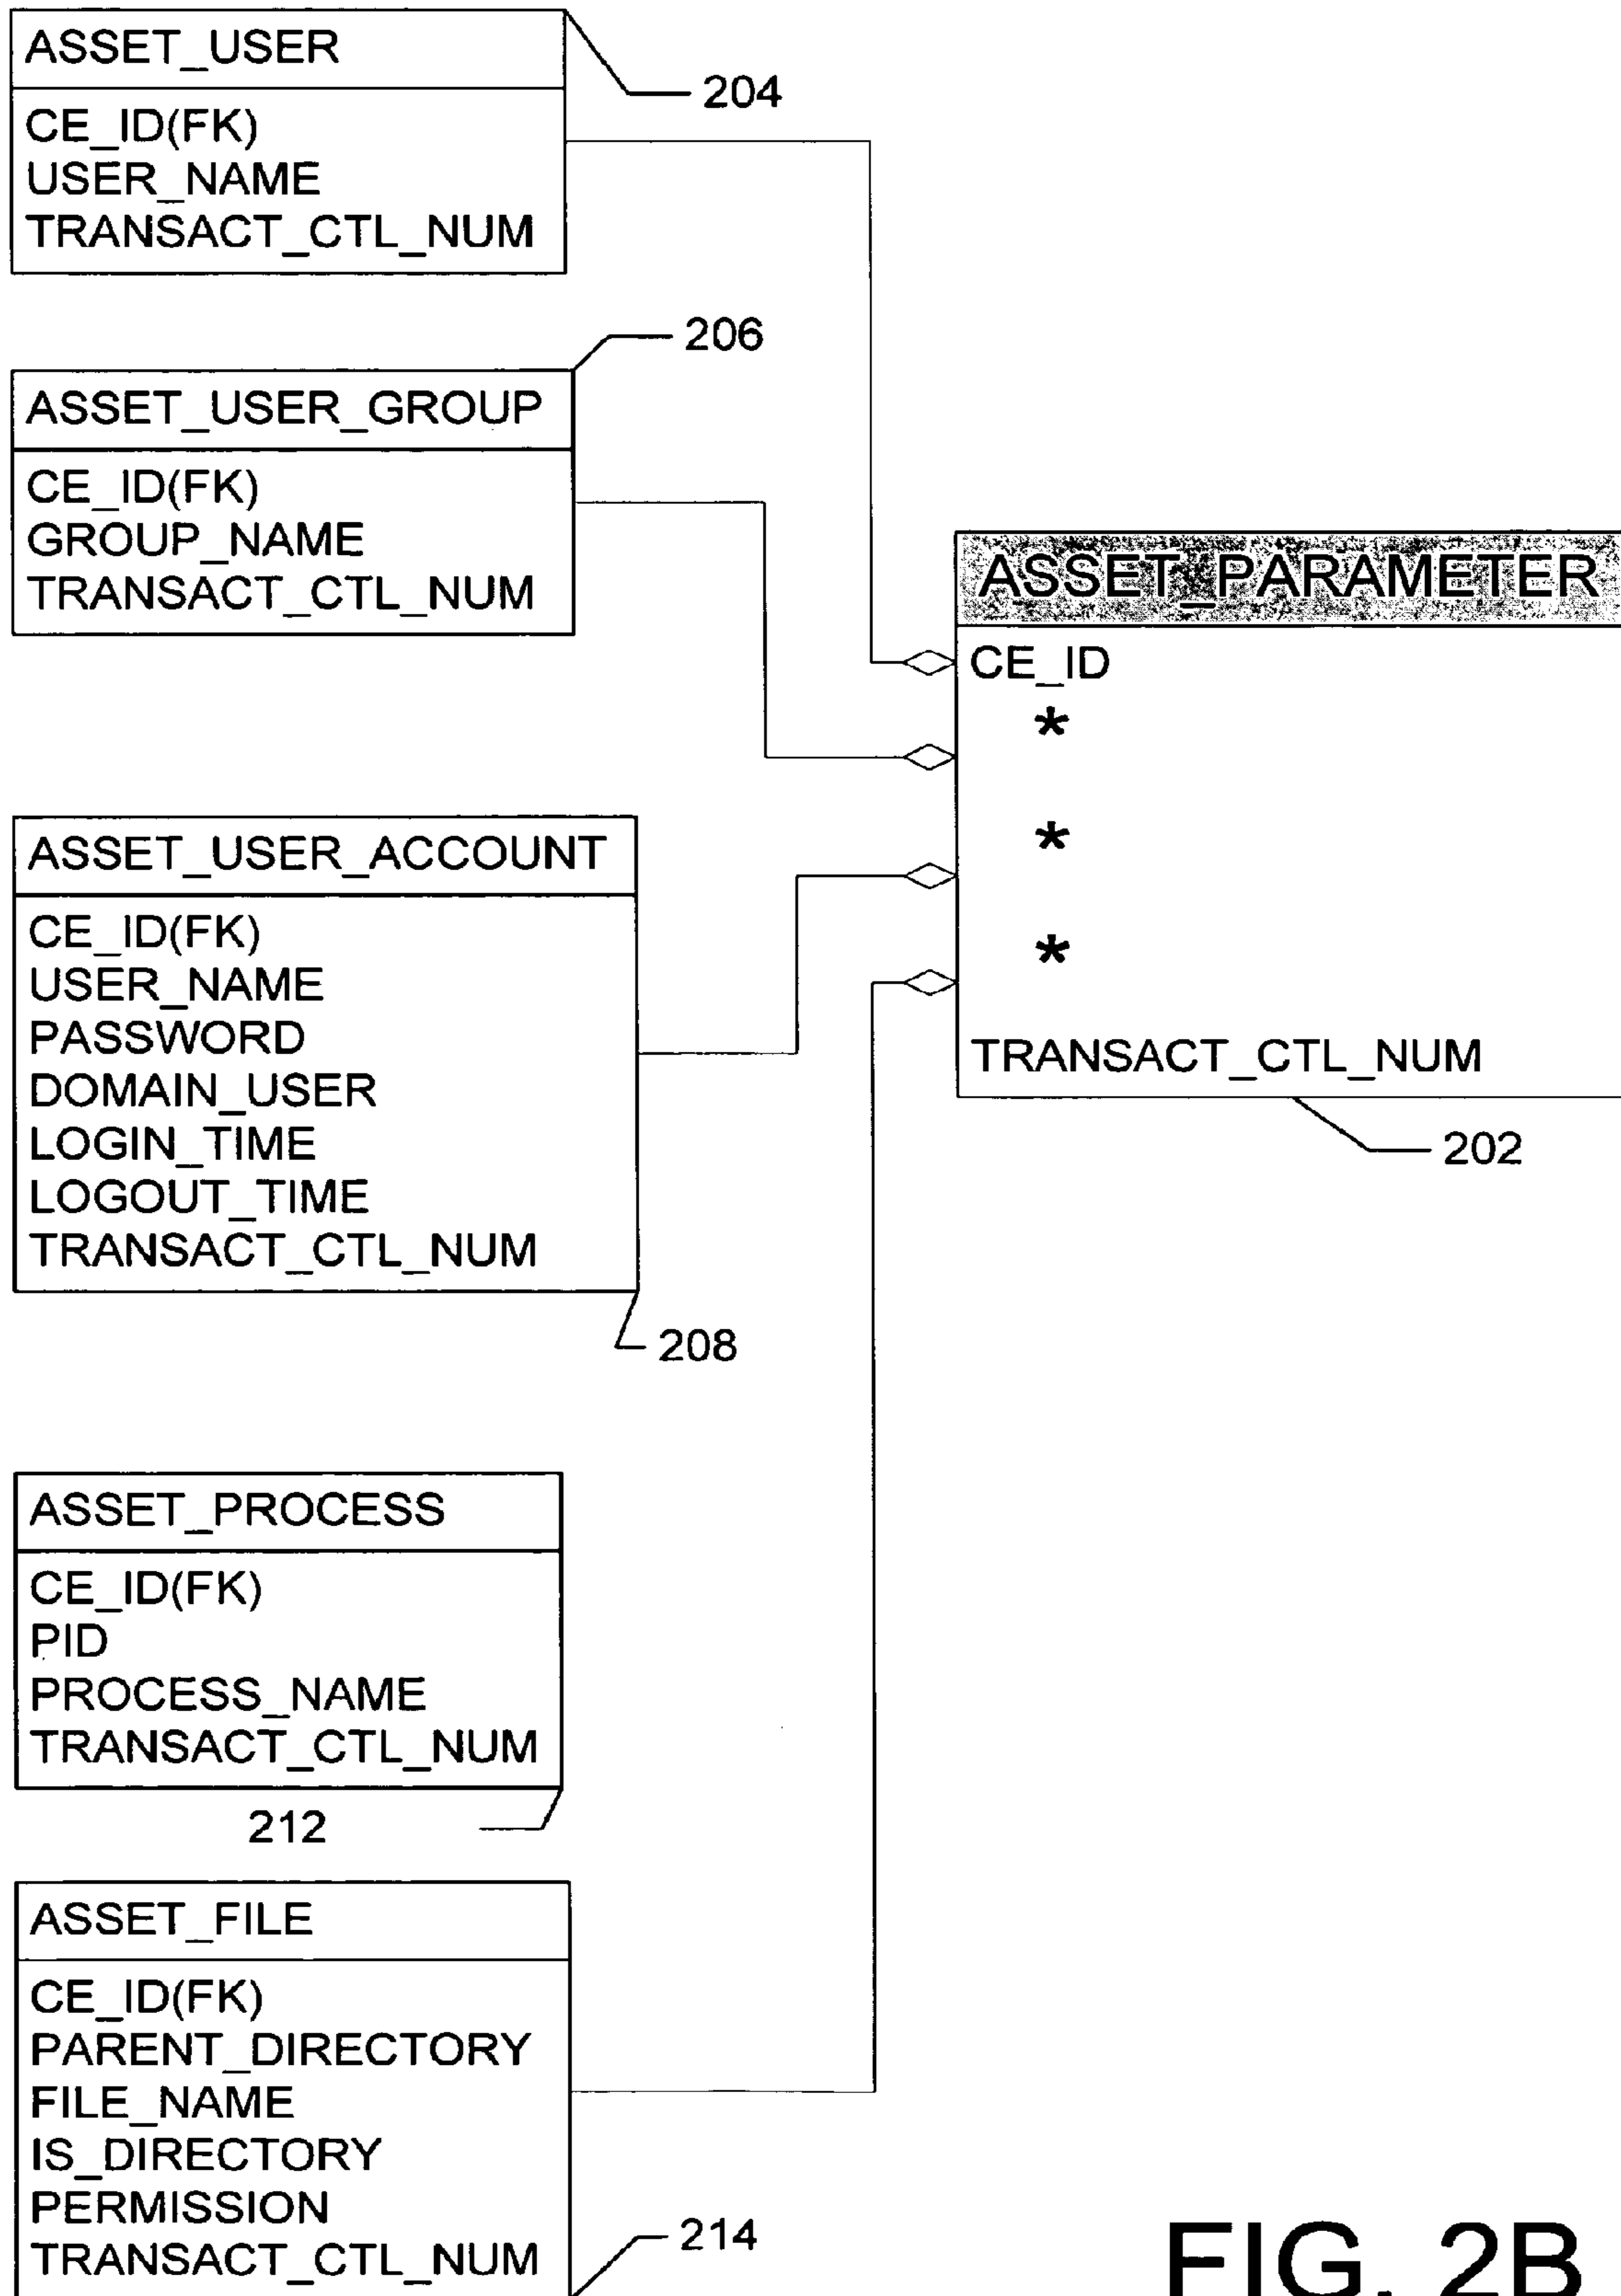 ASSET_USER
CE_ID(FK)
USER_NAME
TRANSACT_CTL_NUM
204
206
ASSET_USER_GROUP
CE_ID(FK)
GROUP_NAME
TRANSACT_CTL_NUM
ASSET_PARAMETER
CE_ID
*
*
*
TRANSACT_CTL_NUM
202
ASSET_USER_ACCOUNT
CE_ID(FK)
USER_NAME
PASSWORD
DOMAIN_USER
LOGIN_TIME
LOGOUT_TIME
TRANSACT_CTL_NUM
208
ASSET_PROCESS
CE_ID(FK)
PID
PROCESS_NAME
TRANSACT_CTL_NUM
212
ASSET_FILE
CE_ID(FK)
PARENT_DIRECTORY
FILE_NAME
IS_DIRECTORY
PERMISSION
TRANSACT_CTL_NUM
214
FIG. 2B